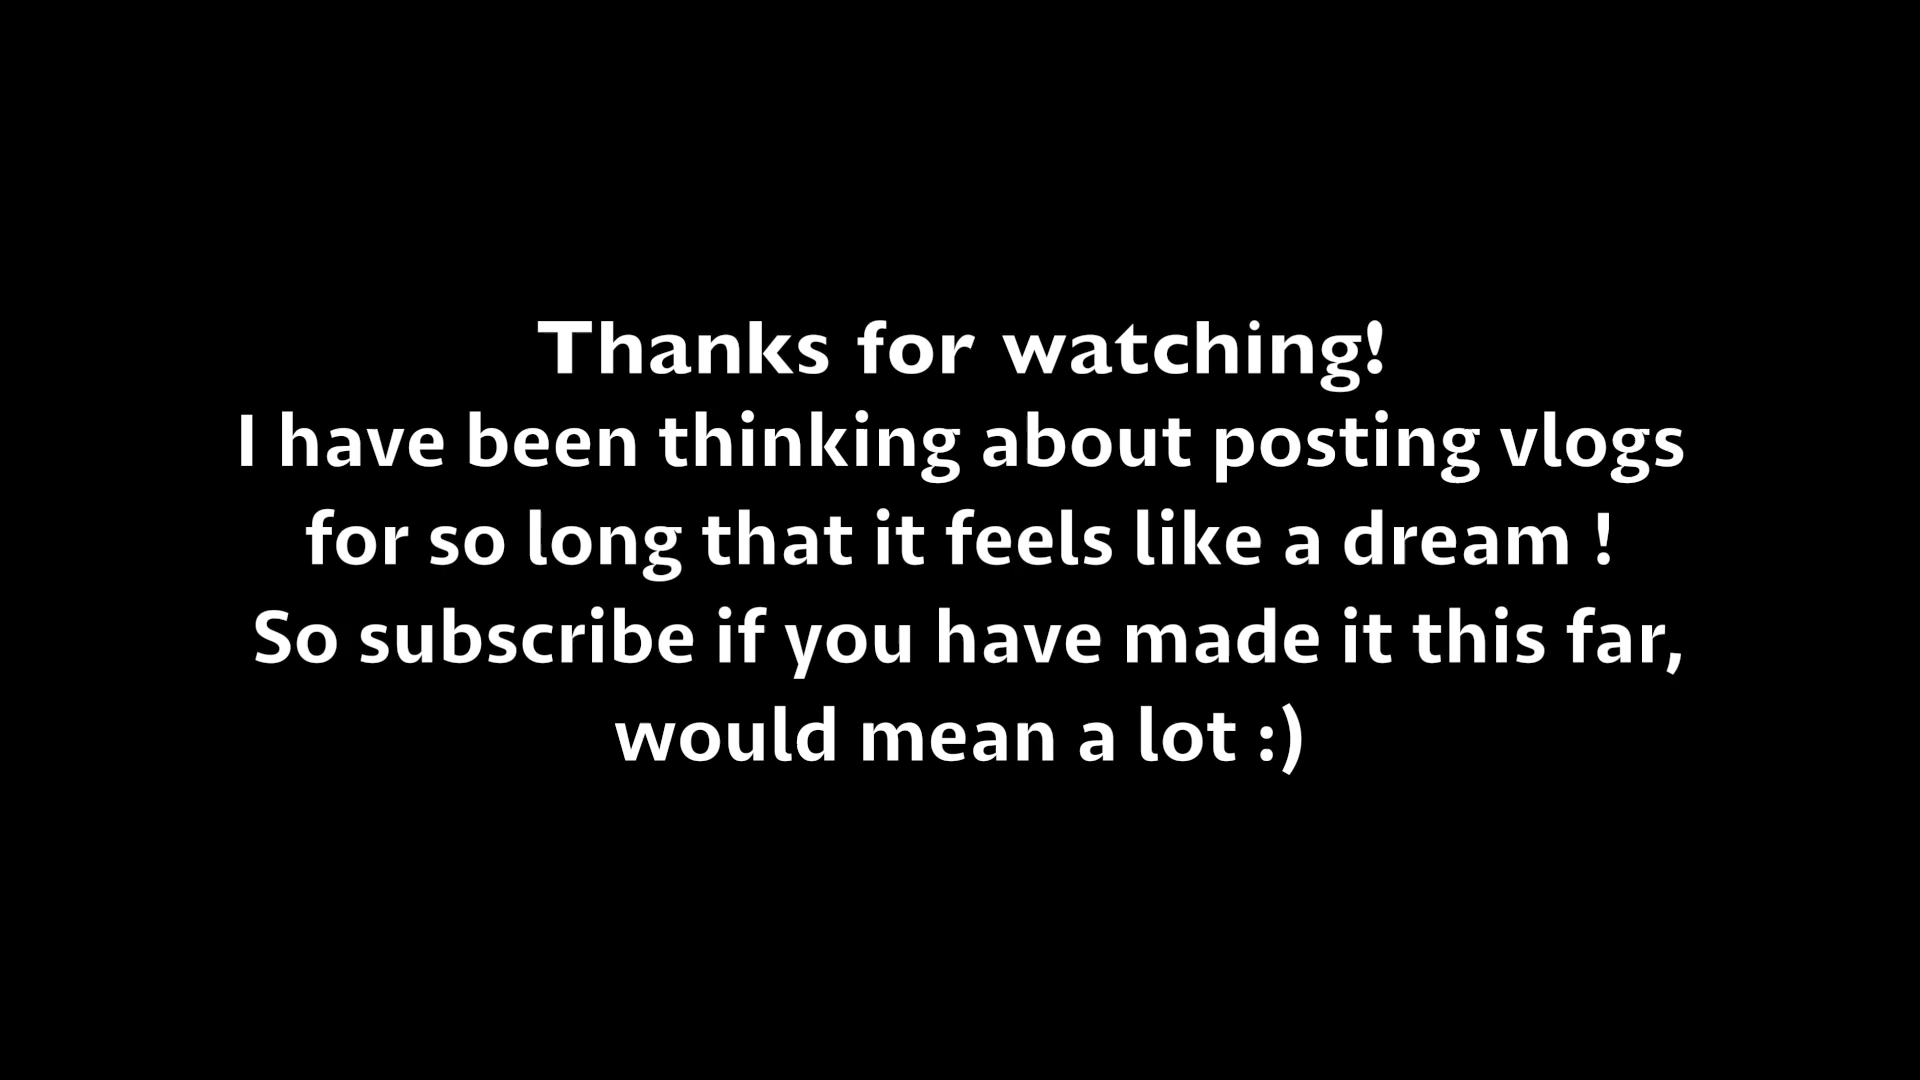 Thanks for watching!
I have been thinking about posting vlogs
for so long that it feels like a dream !
So subscribe if you have made it this far,
would mean a lot :)